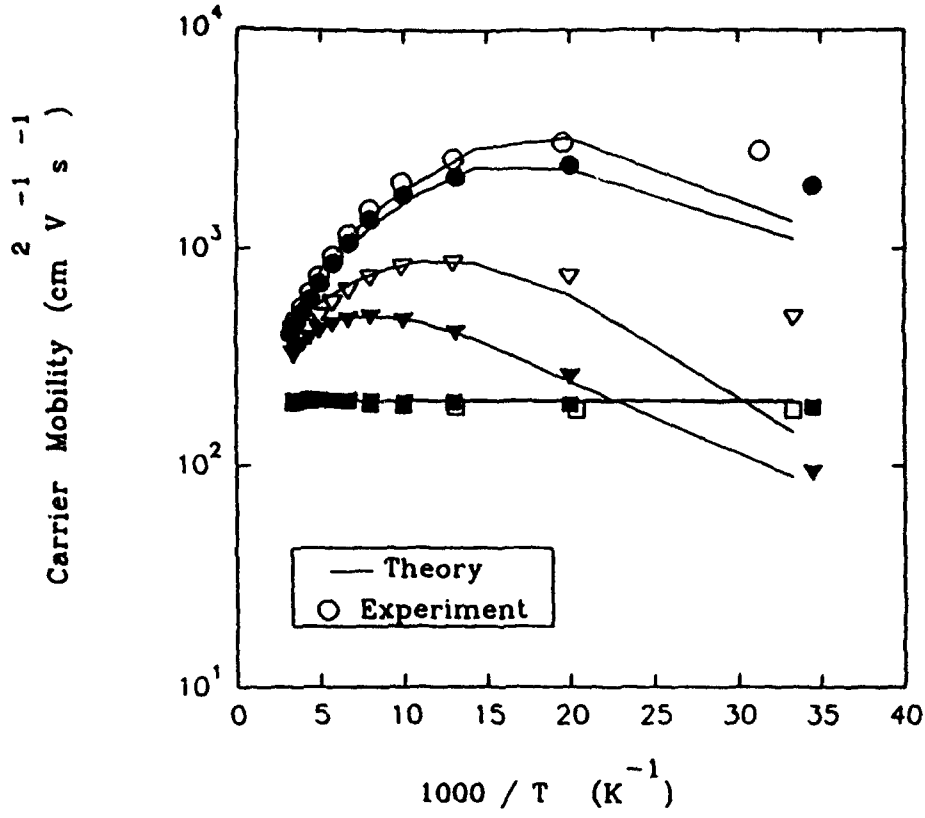 10^4
10^3
10^2
10^1
Carrier Mobility (cm^2 V^-1 s^-1)
Theory
Experiment
0 5 10 15 20 25 30 35 40
1000 / T (K^-1)